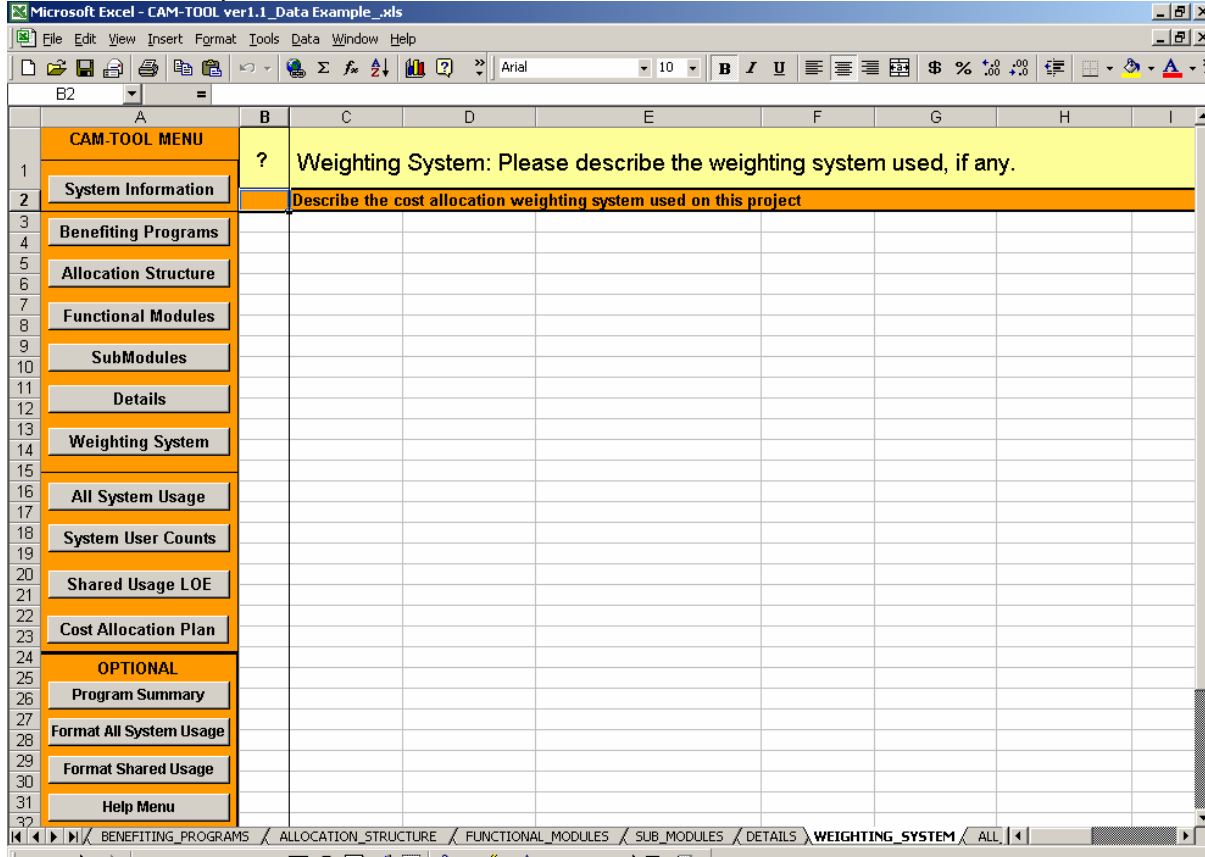 Microsoft Excel - CAM-TOOL ver1.1_Data Example_.xls
File Edit View Insert Format Tools Data Window Help
Arial 10 B I U $ %
B2 =
A B C D E F G H I
CAM-TOOL MENU
1 ? Weighting System: Please describe the weighting system used, if any.
System Information
2 Describe the cost allocation weighting system used on this project
3
Benefiting Programs
4
5
Allocation Structure
6
7
Functional Modules
8
9
SubModules
10
11
Details
12
13
Weighting System
14
15
16
All System Usage
17
18
System User Counts
19
20
Shared Usage LOE
21
22
Cost Allocation Plan
23
24
OPTIONAL
25
Program Summary
26
27
Format All System Usage
28
29
Format Shared Usage
30
31
Help Menu
32
BENEFITING_PROGRAMS ALLOCATION_STRUCTURE FUNCTIONAL_MODULES SUB_MODULES DETAILS WEIGHTING_SYSTEM ALL